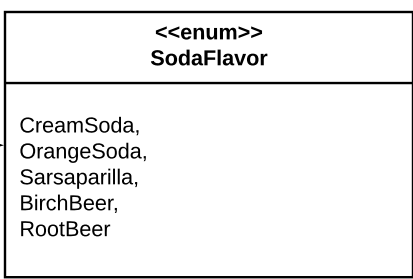 <<enum>>
SodaFlavor
CreamSoda,
OrangeSoda,
Sarsaparilla,
BirchBeer,
RootBeer